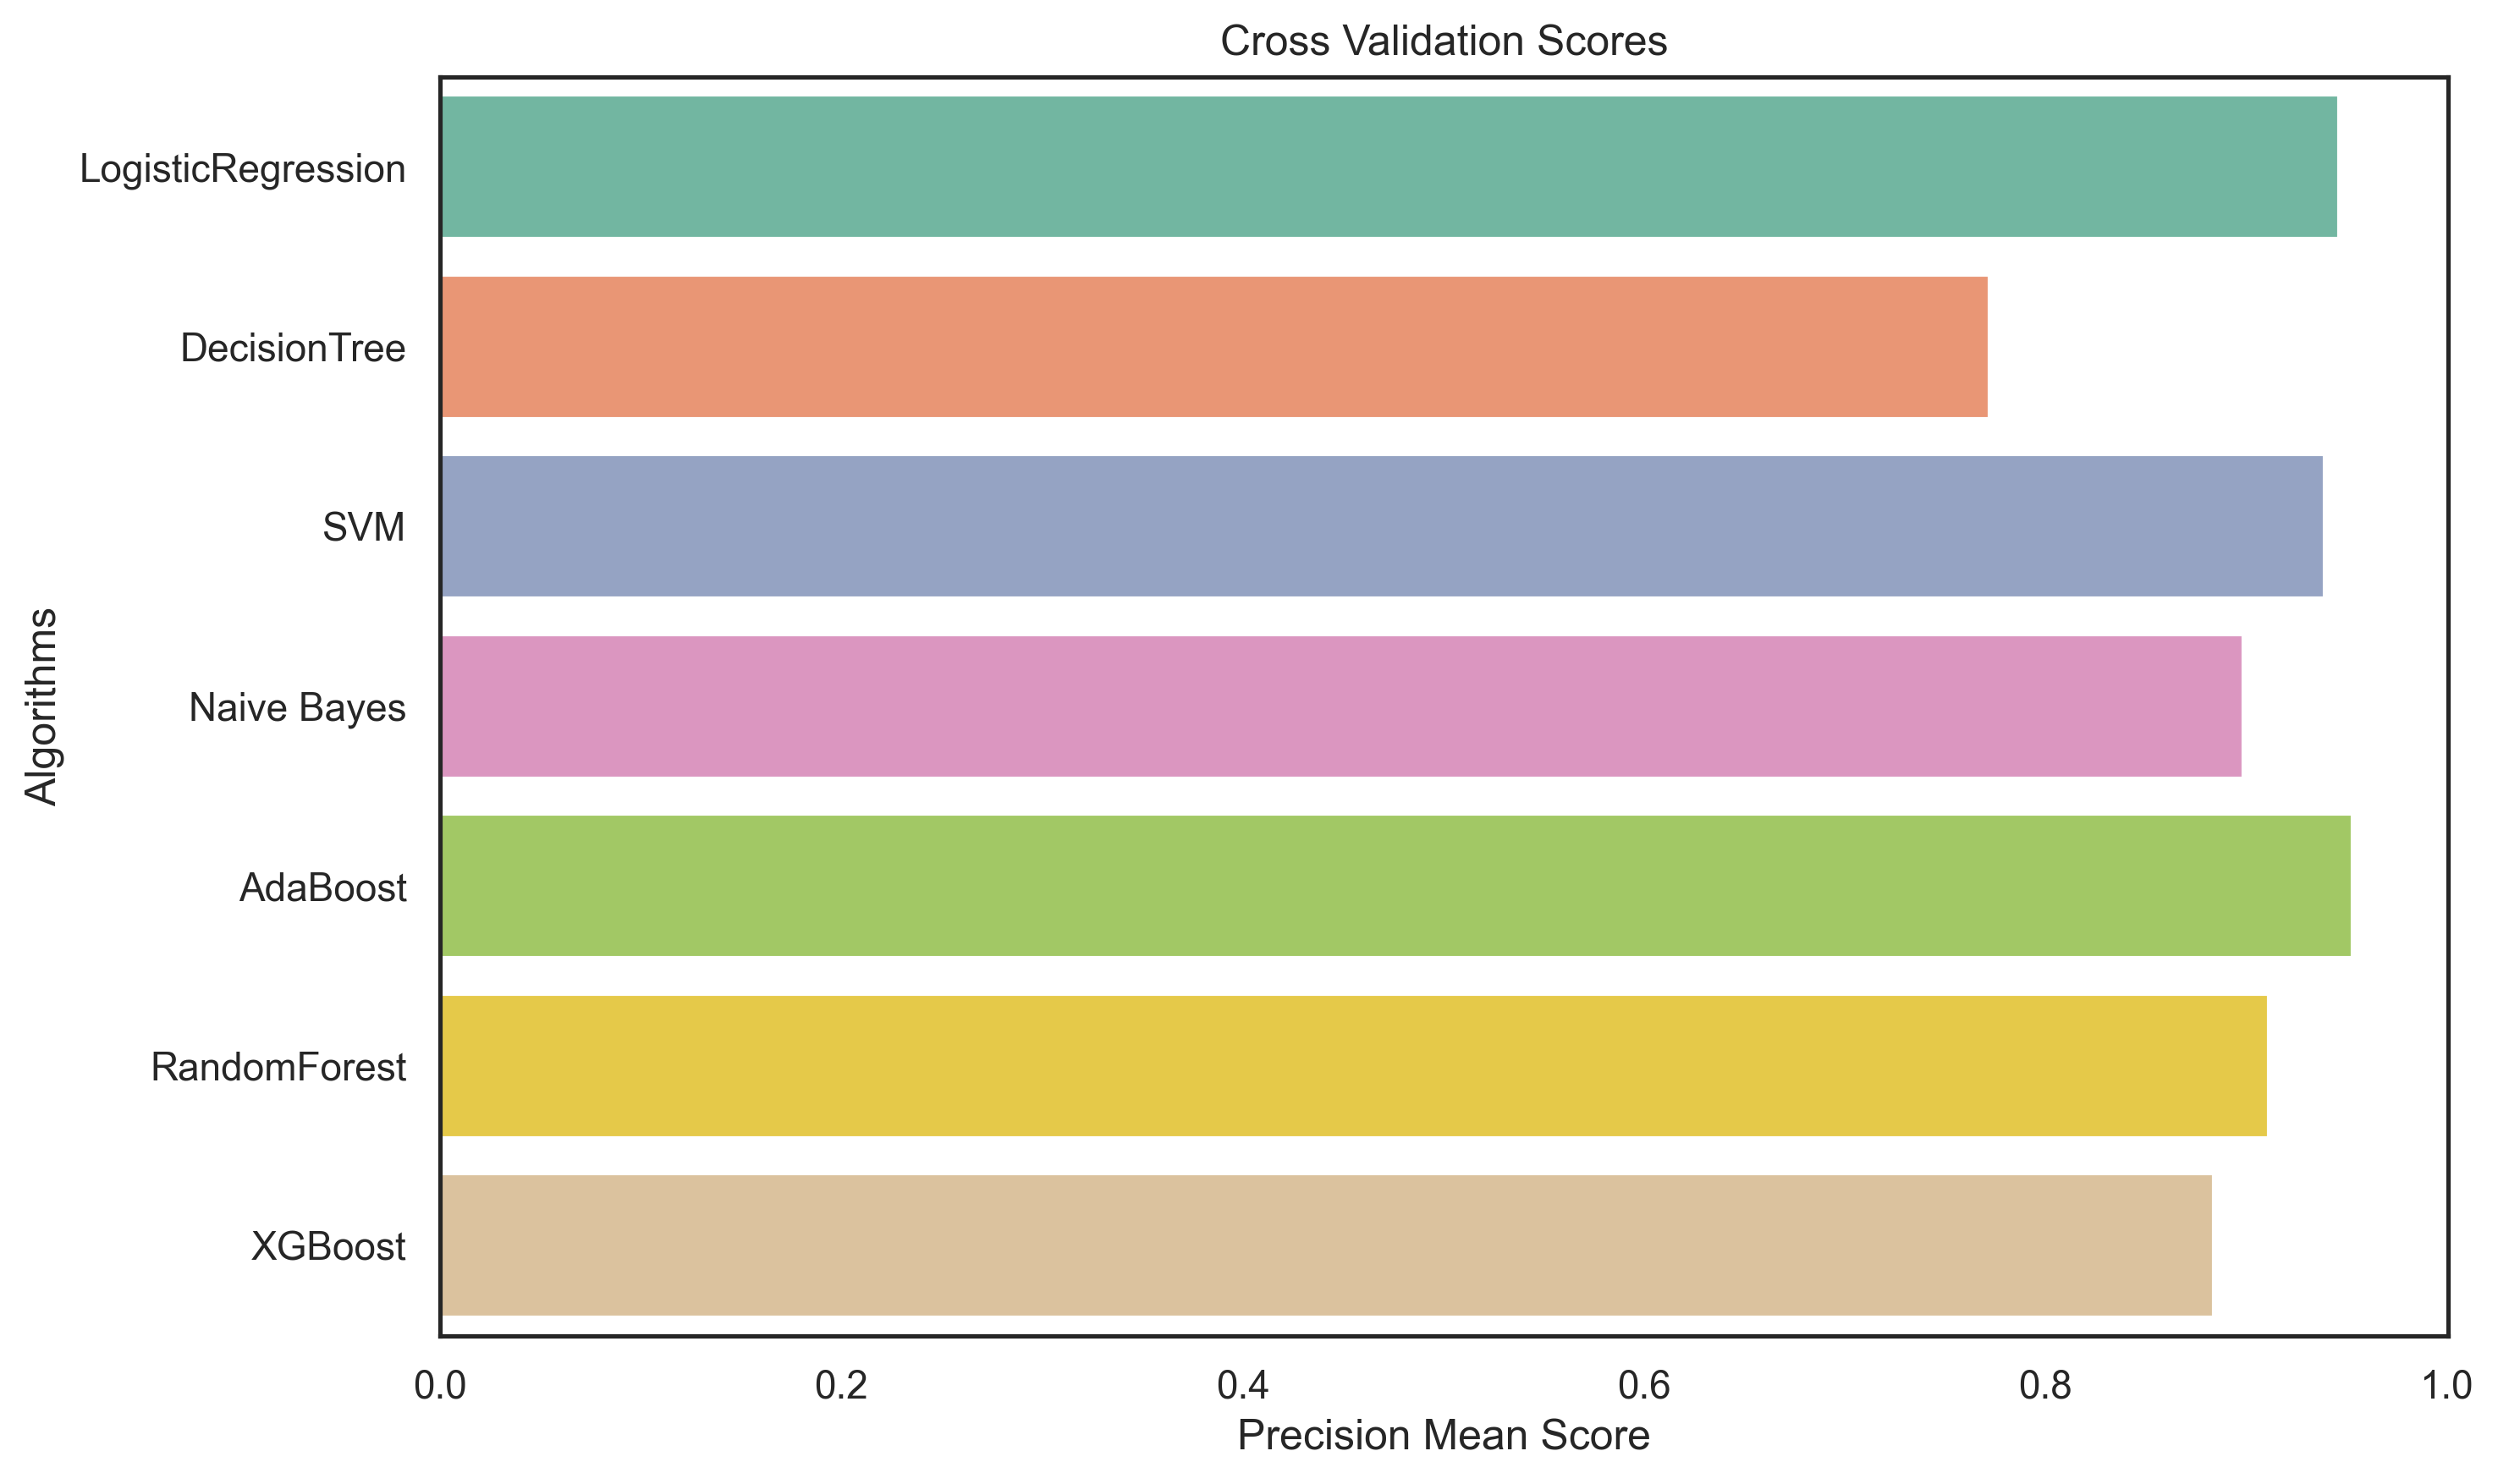 Cross Validation Scores
LogisticRegression
DecisionTree
SVM
Naive Bayes
AdaBoost
RandomForest
XGBoost
Algorithms
0.0 0.2 0.4 0.6 0.8 1.0
Precision Mean Score